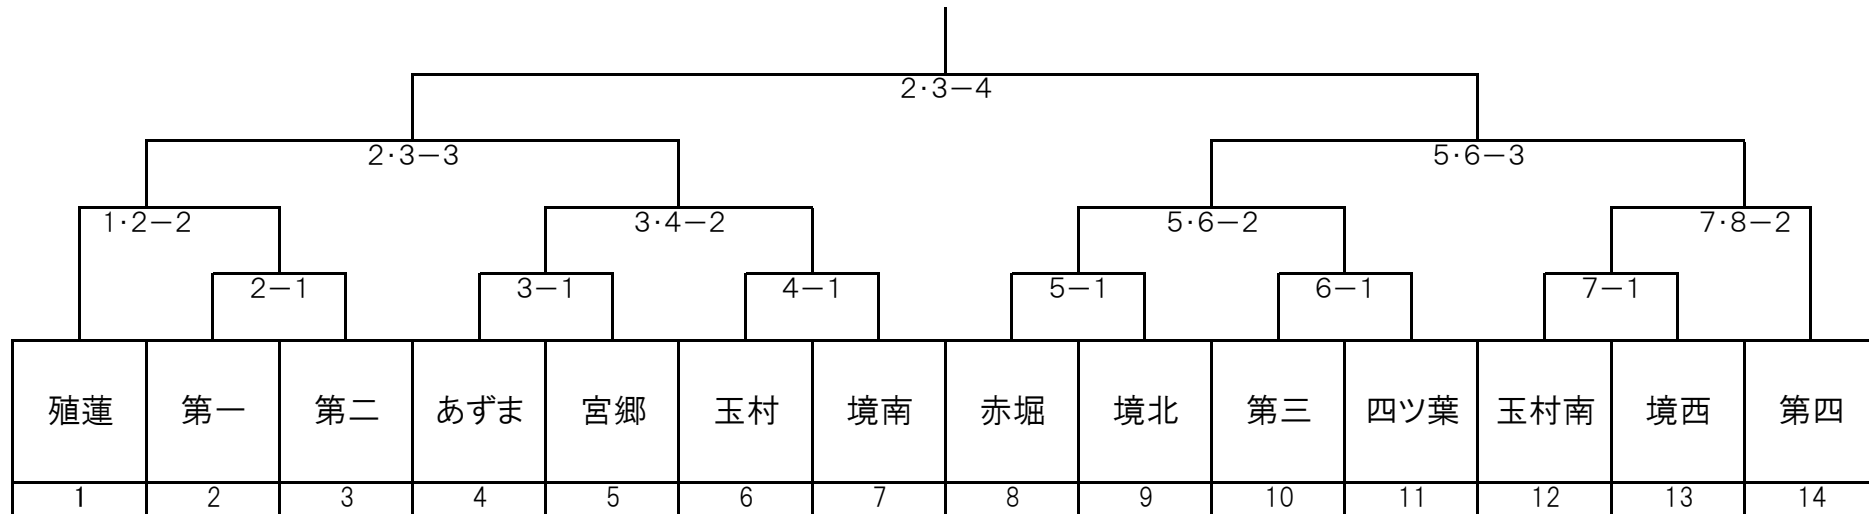 2·3－4
2·3－3 5·6－3
1·2－2 3·4－2 5·6－2 7·8－2
2－1 3－1 4－1 5－1 6－1 7－1
殖蓮 第一 第二 あずま 宮郷 玉村 境南 赤堀 境北 第三 四ツ葉 玉村南 境西 第四
1 2 3 4 5 6 7 8 9 10 11 12 13 14